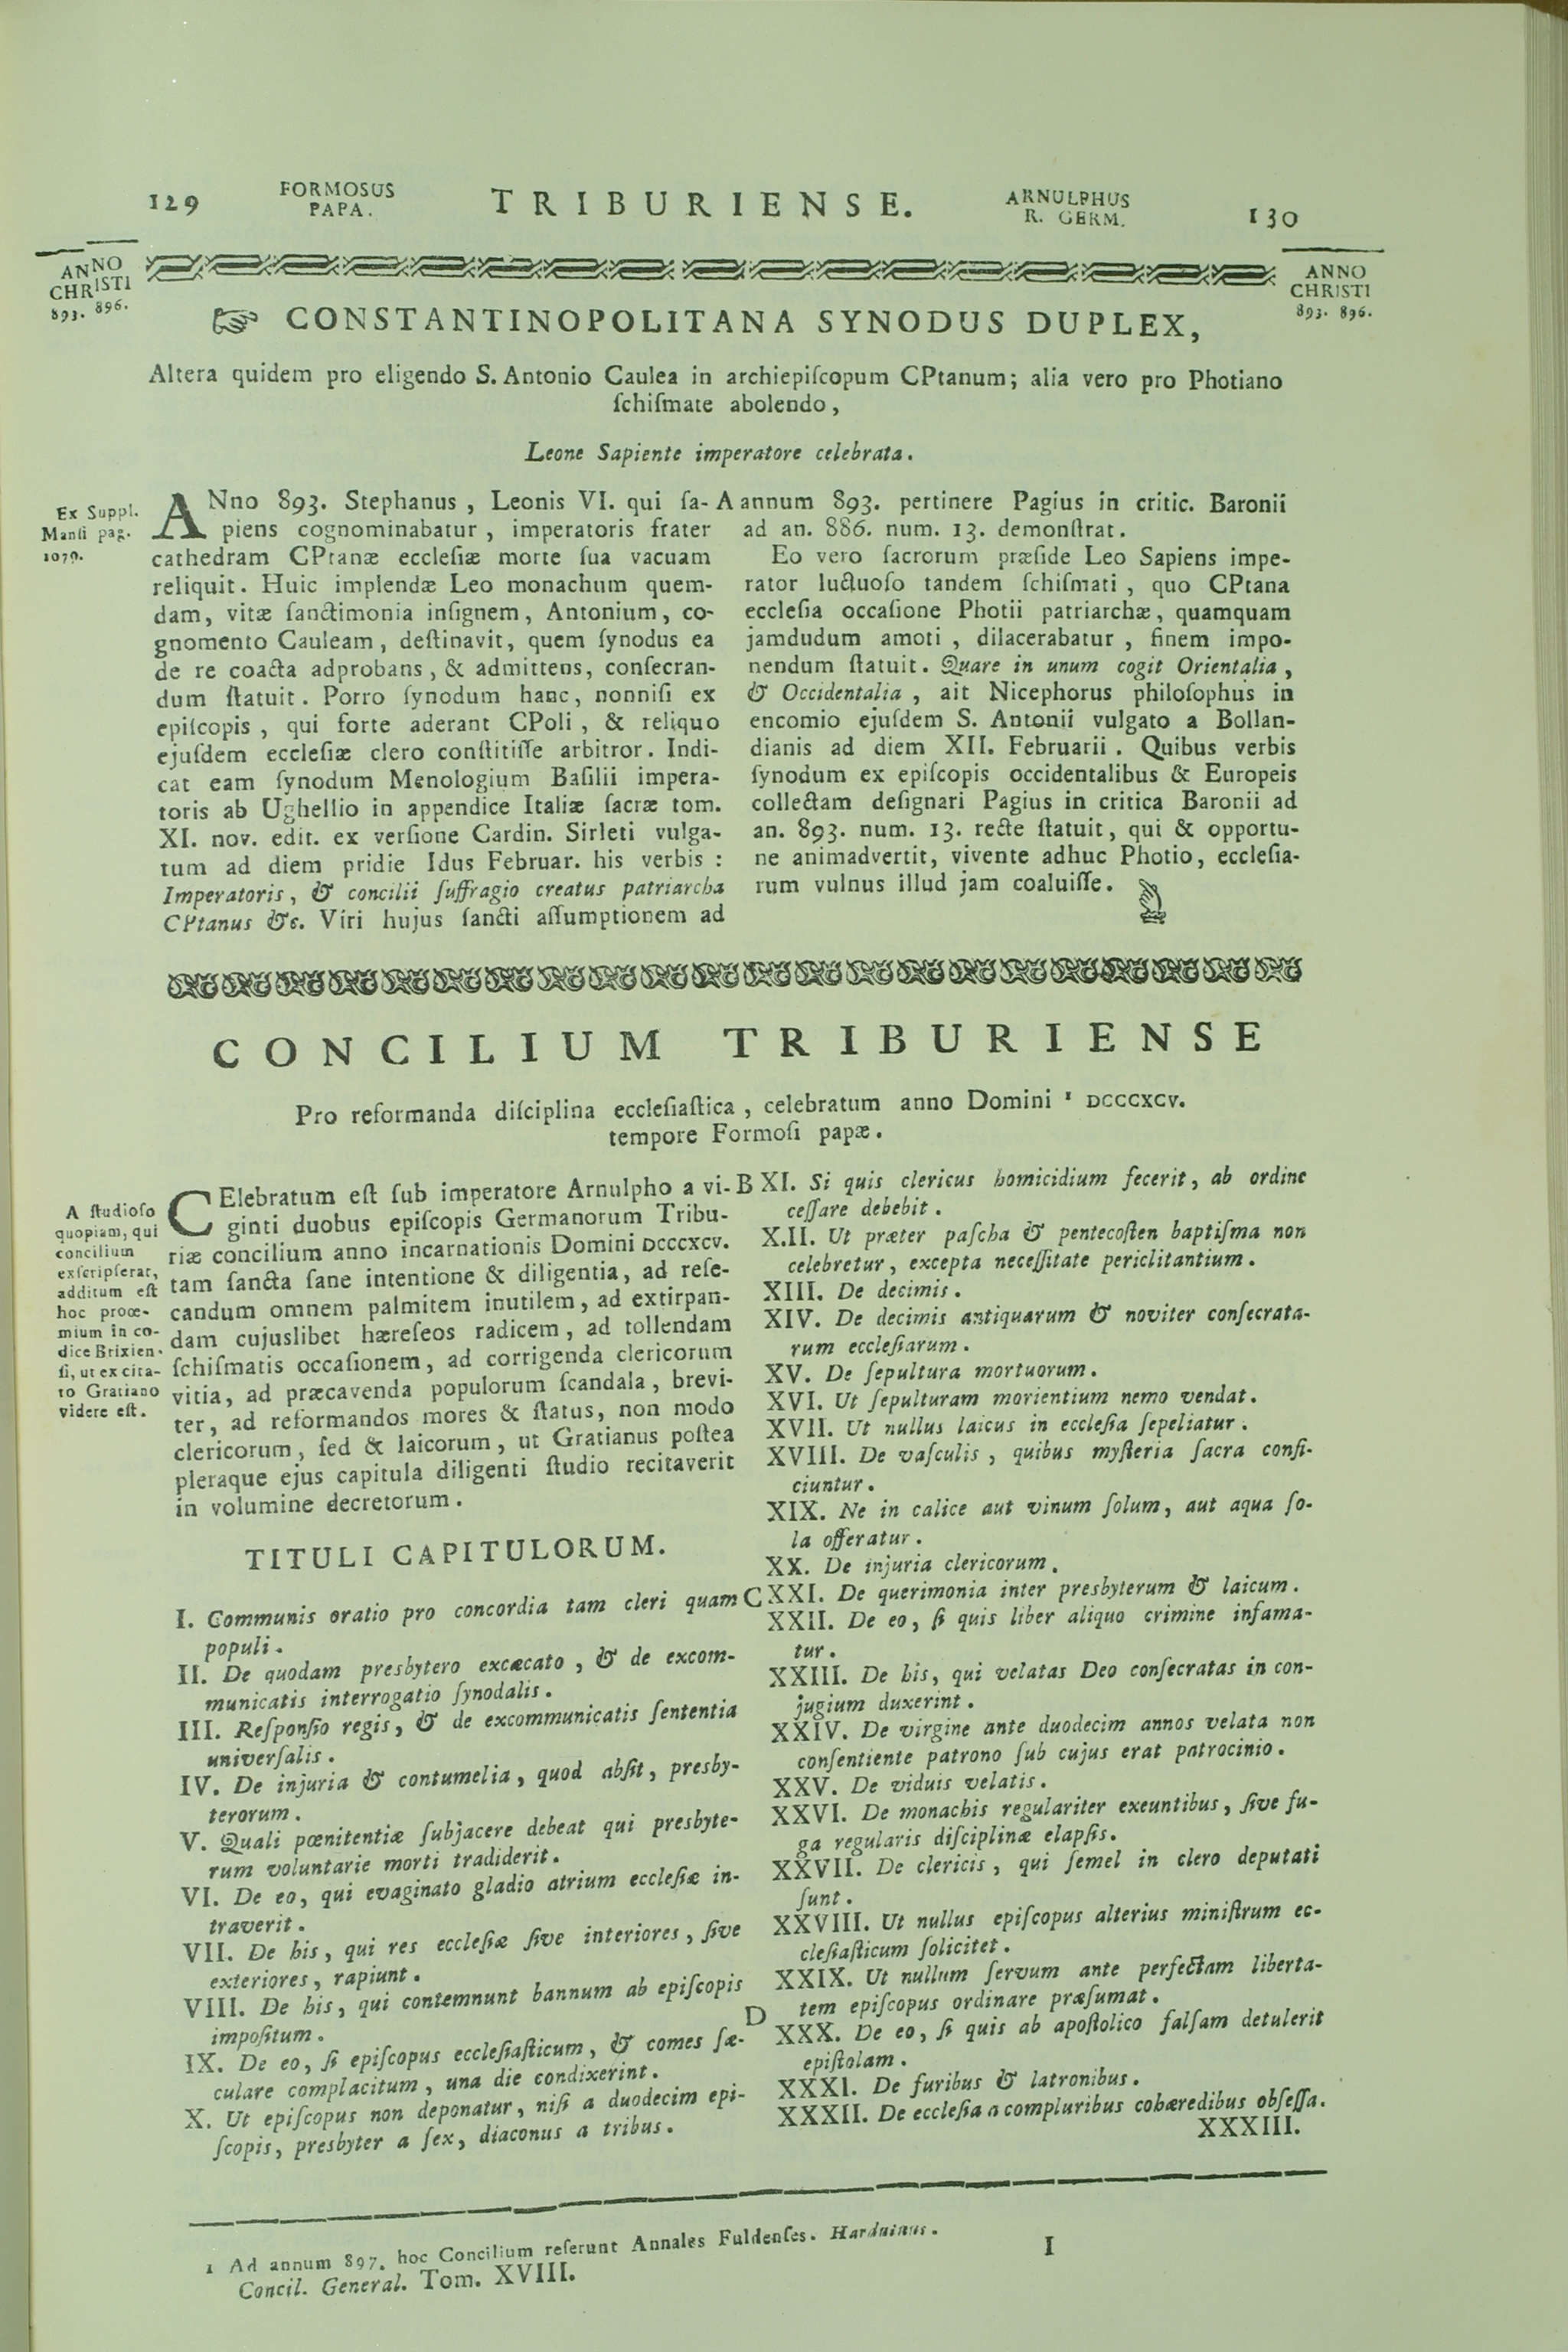 129 FORMOSUS PAPA. TRIBURIENSE. ARNULPHUS R. GERM. 130
ANNO CHRISTI 893. 896.
ANNO CHRISTI 893. 896.
☞ CONSTANTINOPOLITANA SYNODUS DUPLEX,
Altera quidem pro eligendo S. Antonio Caulea in archiepiſcopum CPtanum; alia vero pro Photiano
ſchiſmate abolendo,
Leone Sapiente imperatore celebrata.
Ex Suppl.
Manſi pag.
1079.
ANno 893. Stephanus, Leonis VI. qui ſa-
piens cognominabatur, imperatoris frater
cathedram CPtanæ eccleſiæ morte ſua vacuam
reliquit. Huic implendæ Leo monachum quem-
dam, vitæ ſanctimonia inſignem, Antonium, co-
gnomento Cauleam, deſtinavit, quem ſynodus ea
de re coacta adprobans, & admittens, conſecran-
dum ſtatuit. Porro ſynodum hanc, nonniſi ex
epiſcopis, qui forte aderant CPoli, & reliquo
ejuſdem eccleſiæ clero conſtitiſſe arbitror. Indi-
cat eam ſynodum Menologium Baſilii impera-
toris ab Ughellio in appendice Italiæ ſacræ tom.
XI. nov. edit. ex verſione Cardin. Sirleti vulga-
tum ad diem pridie Idus Februar. his verbis:
Imperatoris, & concilii ſuffragio creatus patriarcha
CPtanus &c. Viri hujus ſancti aſſumptionem ad
A annum 893. pertinere Pagius in critic. Baronii
ad an. 886. num. 13. demonſtrat.
Eo vero ſacrorum præſide Leo Sapiens impe-
rator luctuoſo tandem ſchiſmati, quo CPtana
eccleſia occaſione Photii patriarchæ, quamquam
jamdudum amoti, dilacerabatur, finem impo-
nendum ſtatuit. Quare in unum cogit Orientalia,
& Occidentalia, ait Nicephorus philoſophus in
encomio ejuſdem S. Antonii vulgato a Bollan-
dianis ad diem XII. Februarii. Quibus verbis
ſynodum ex epiſcopis occidentalibus & Europeis
collectam deſignari Pagius in critica Baronii ad
an. 893. num. 13. recte ſtatuit, qui & opportu-
ne animadvertit, vivente adhuc Photio, eccleſia-
rum vulnus illud jam coaluiſſe.
CONCILIUM TRIBURIENSE
Pro reformanda diſciplina eccleſiaſtica, celebratum anno Domini 1 DCCCXCV.
tempore Formoſi papæ.
A ſtudioſo
quopiam, qui
concilium
exſcripſerat,
additum eſt
hoc proœ-
mium in co-
dice Brixien-
ſi, ut ex cita-
to Gratiano
videre eſt.
CElebratum eſt ſub imperatore Arnulpho a vi-
ginti duobus epiſcopis Germanorum Tribu-
riæ concilium anno incarnationis Domini DCCCXCV.
tam ſancta ſane intentione & diligentia, ad reſe-
candum omnem palmitem inutilem, ad extirpan-
dam cujuslibet hæreſeos radicem, ad tollendam
ſchiſmatis occaſionem, ad corrigenda clericorum
vitia, ad præcavenda populorum ſcandala, brevi-
ter, ad reformandos mores & ſtatus, non modo
clericorum, ſed & laicorum, ut Gratianus poſtea
pleraque ejus capitula diligenti ſtudio recitaverit
in volumine decretorum.
TITULI CAPITULORUM.
I. Communis oratio pro concordia tam cleri quam
populi.
II. De quodam presbytero excæcato, & de excom-
municatis interrogatio ſynodalis.
III. Reſponſio regis, & de excommunicatis ſententia
univerſalis.
IV. De injuria & contumelia, quod abſit, presby-
terorum.
V. Quali pœnitentiæ ſubjacere debeat qui presbyte-
rum voluntarie morti tradiderit.
VI. De eo, qui evaginato gladio atrium eccleſiæ in-
traverit.
VII. De his, qui res eccleſiæ ſive interiores, ſive
exteriores, rapiunt.
VIII. De his, qui contemnunt bannum ab epiſcopis
impoſitum.
IX. De eo, ſi epiſcopus eccleſiaſticum, & comes ſæ-
culare complacitum, una die condixerint.
X. Ut epiſcopus non deponatur, niſi a duodecim epi-
ſcopis, presbyter a ſex, diaconus a tribus.
B XI. Si quis clericus homicidium fecerit, ab ordine
ceſſare debebit.
X.II. Ut præter paſcha & pentecoſten baptiſma non
celebretur, excepta neceſſitate periclitantium.
XIII. De decimis.
XIV. De decimis antiquarum & noviter conſecrata-
rum eccleſiarum.
XV. De ſepultura mortuorum.
XVI. Ut ſepulturam morientium nemo vendat.
XVII. Ut nullus laicus in eccleſia ſepeliatur.
XVIII. De vaſculis, quibus myſteria ſacra confi-
ciuntur.
XIX. Ne in calice aut vinum ſolum, aut aqua ſo-
la offeratur.
XX. De injuria clericorum.
C XXI. De querimonia inter presbyterum & laicum.
XXII. De eo, ſi quis liber aliquo crimine infama-
tur.
XXIII. De his, qui velatas Deo conſecratas in con-
jugium duxerint.
XXIV. De virgine ante duodecim annos velata non
conſentiente patrono ſub cujus erat patrocinio.
XXV. De viduis velatis.
XXVI. De monachis regulariter exeuntibus, ſive fu-
ga regularis diſciplinæ elapſis.
XXVII. De clericis, qui ſemel in clero deputati
ſunt.
XXVIII. Ut nullus epiſcopus alterius miniſtrum ec-
cleſiaſticum ſolicitet.
XXIX. Ut nullum ſervum ante perfectam liberta-
D tem epiſcopus ordinare præſumat.
XXX. De eo, ſi quis ab apoſtolico falſam detulerit
epiſtolam.
XXXI. De furibus & latronibus.
XXXII. De eccleſia a compluribus cohæredibus obſeſſa.
XXXIII.
1 Ad annum 897. hoc Concilium referunt Annales Fuldenſes. Harduinus.
Concil. General. Tom. XVIII. I